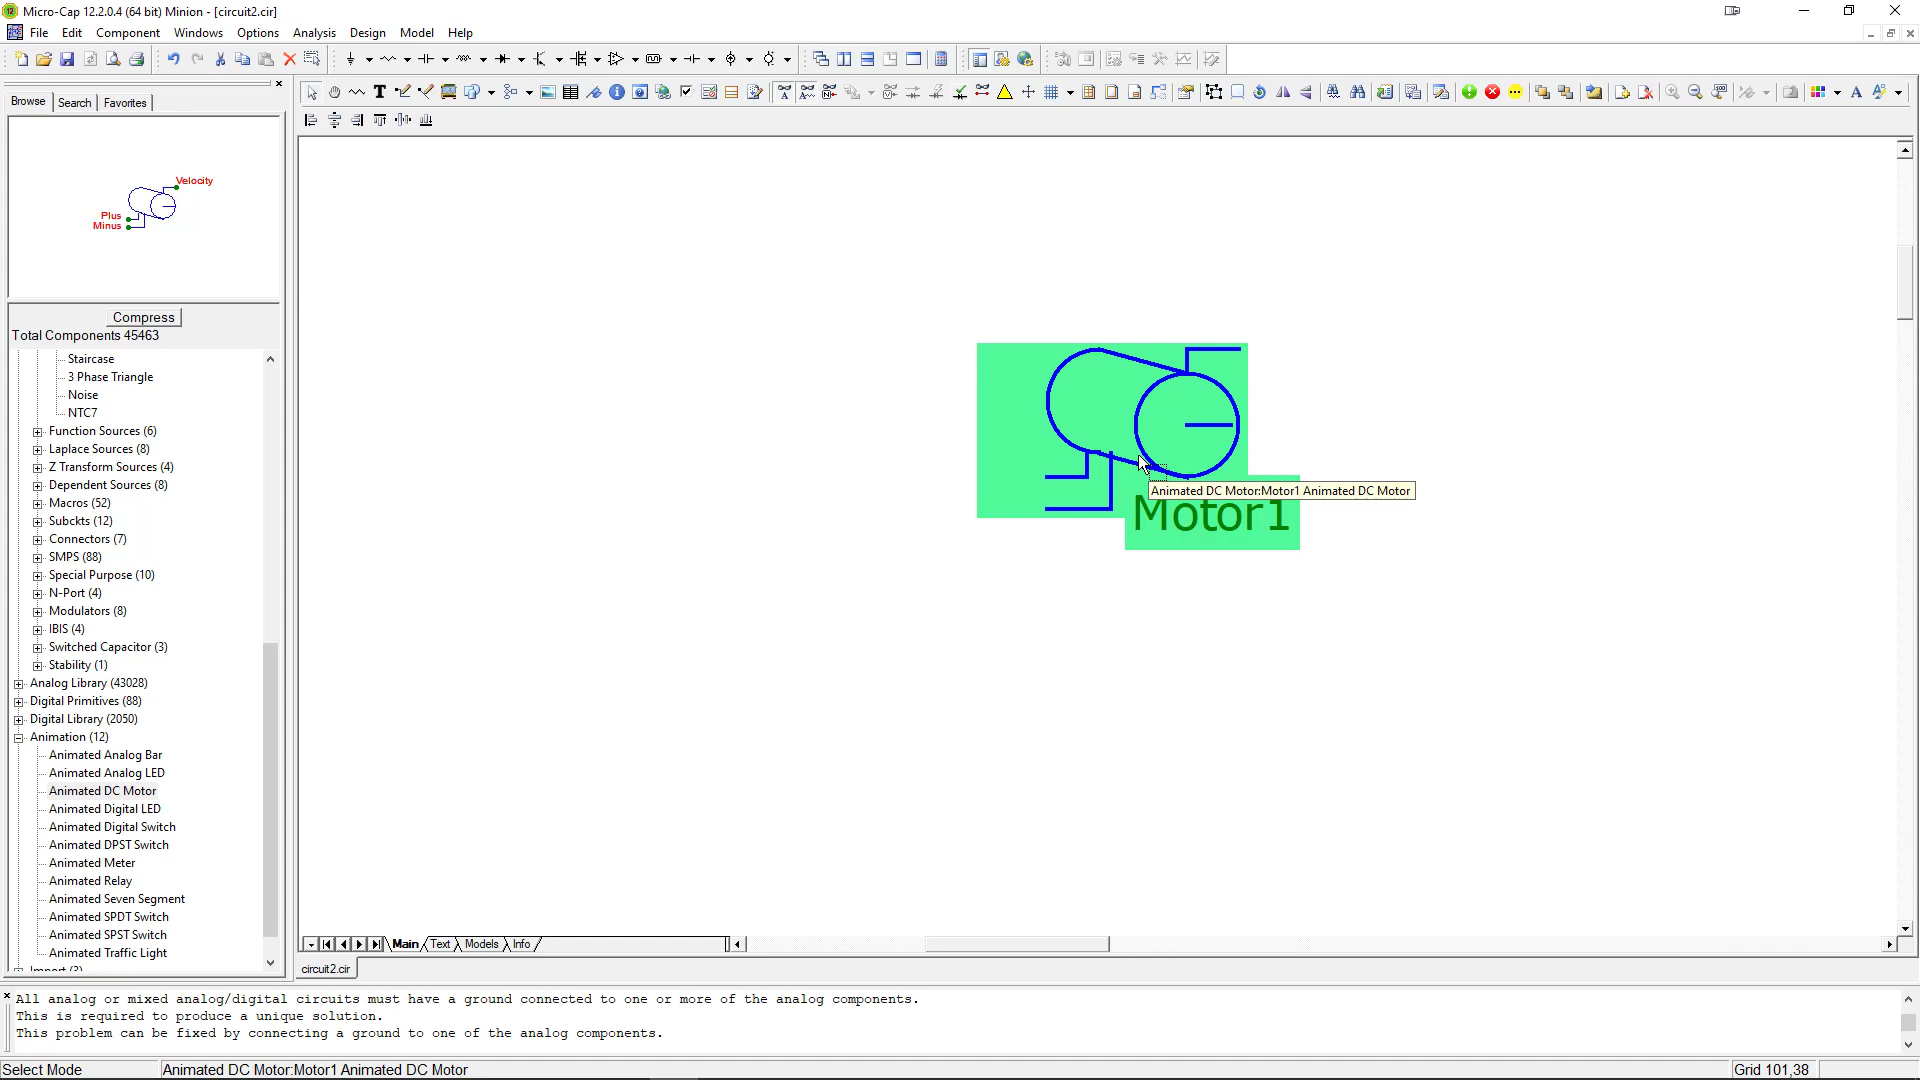 Micro-Cap 12.2.0.4 (64 bit) Minion - [circuit2.cir]
File Edit Component Windows Options Analysis Design Model Help
Browse Search Favorites
Velocity
Plus
Minus
Compress
Total Components 45463
Staircase
3 Phase Triangle
Noise
NTC7
Function Sources (6)
Laplace Sources (8)
Z Transform Sources (4)
Dependent Sources (8)
Macros (52)
Subckts (12)
Connectors (7)
SMPS (88)
Special Purpose (10)
N-Port (4)
Modulators (8)
IBIS (4)
Switched Capacitor (3)
Stability (1)
Analog Library (43028)
Digital Primitives (88)
Digital Library (2050)
Animation (12)
Animated Analog Bar
Animated Analog LED
Animated DC Motor
Animated Digital LED
Animated Digital Switch
Animated DPST Switch
Animated Meter
Animated Relay
Animated Seven Segment
Animated SPDT Switch
Animated SPST Switch
Animated Traffic Light
Import (3)
Animated DC Motor:Motor1 Animated DC Motor
Motor1
Main Text Models Info
circuit2.cir
All analog or mixed analog/digital circuits must have a ground connected to one or more of the analog components.
This is required to produce a unique solution.
This problem can be fixed by connecting a ground to one of the analog components.
Select Mode Animated DC Motor:Motor1 Animated DC Motor Grid 101,38